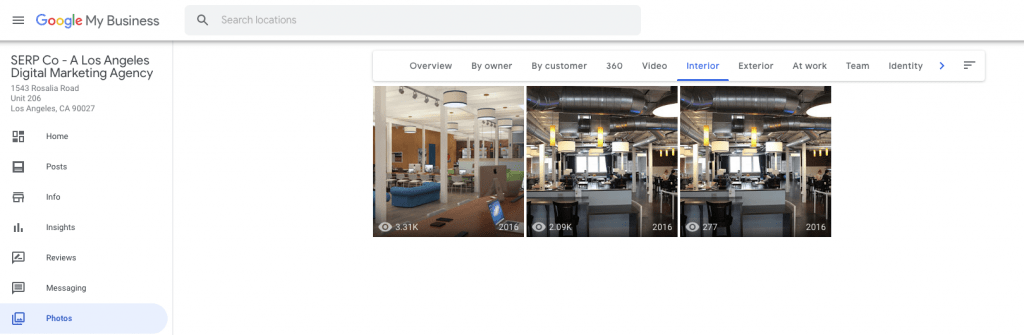 Google My Business
Search locations
SERP Co - A Los Angeles
Digital Marketing Agency
1543 Rosalia Road
Unit 206
Los Angeles, CA 90027
Home
Posts
Info
Insights
Reviews
Messaging
Photos
Overview By owner By customer 360 Video Interior Exterior At work Team Identity
3.31K 2016 2.09K 2016 277 2016